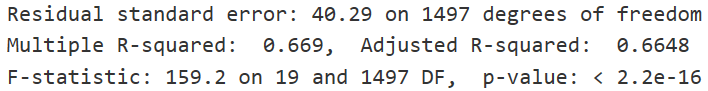 Residual standard error: 40.29 on 1497 degrees of freedom
Multiple R-squared:  0.669,  Adjusted R-squared:  0.6648
F-statistic: 159.2 on 19 and 1497 DF,  p-value: < 2.2e-16